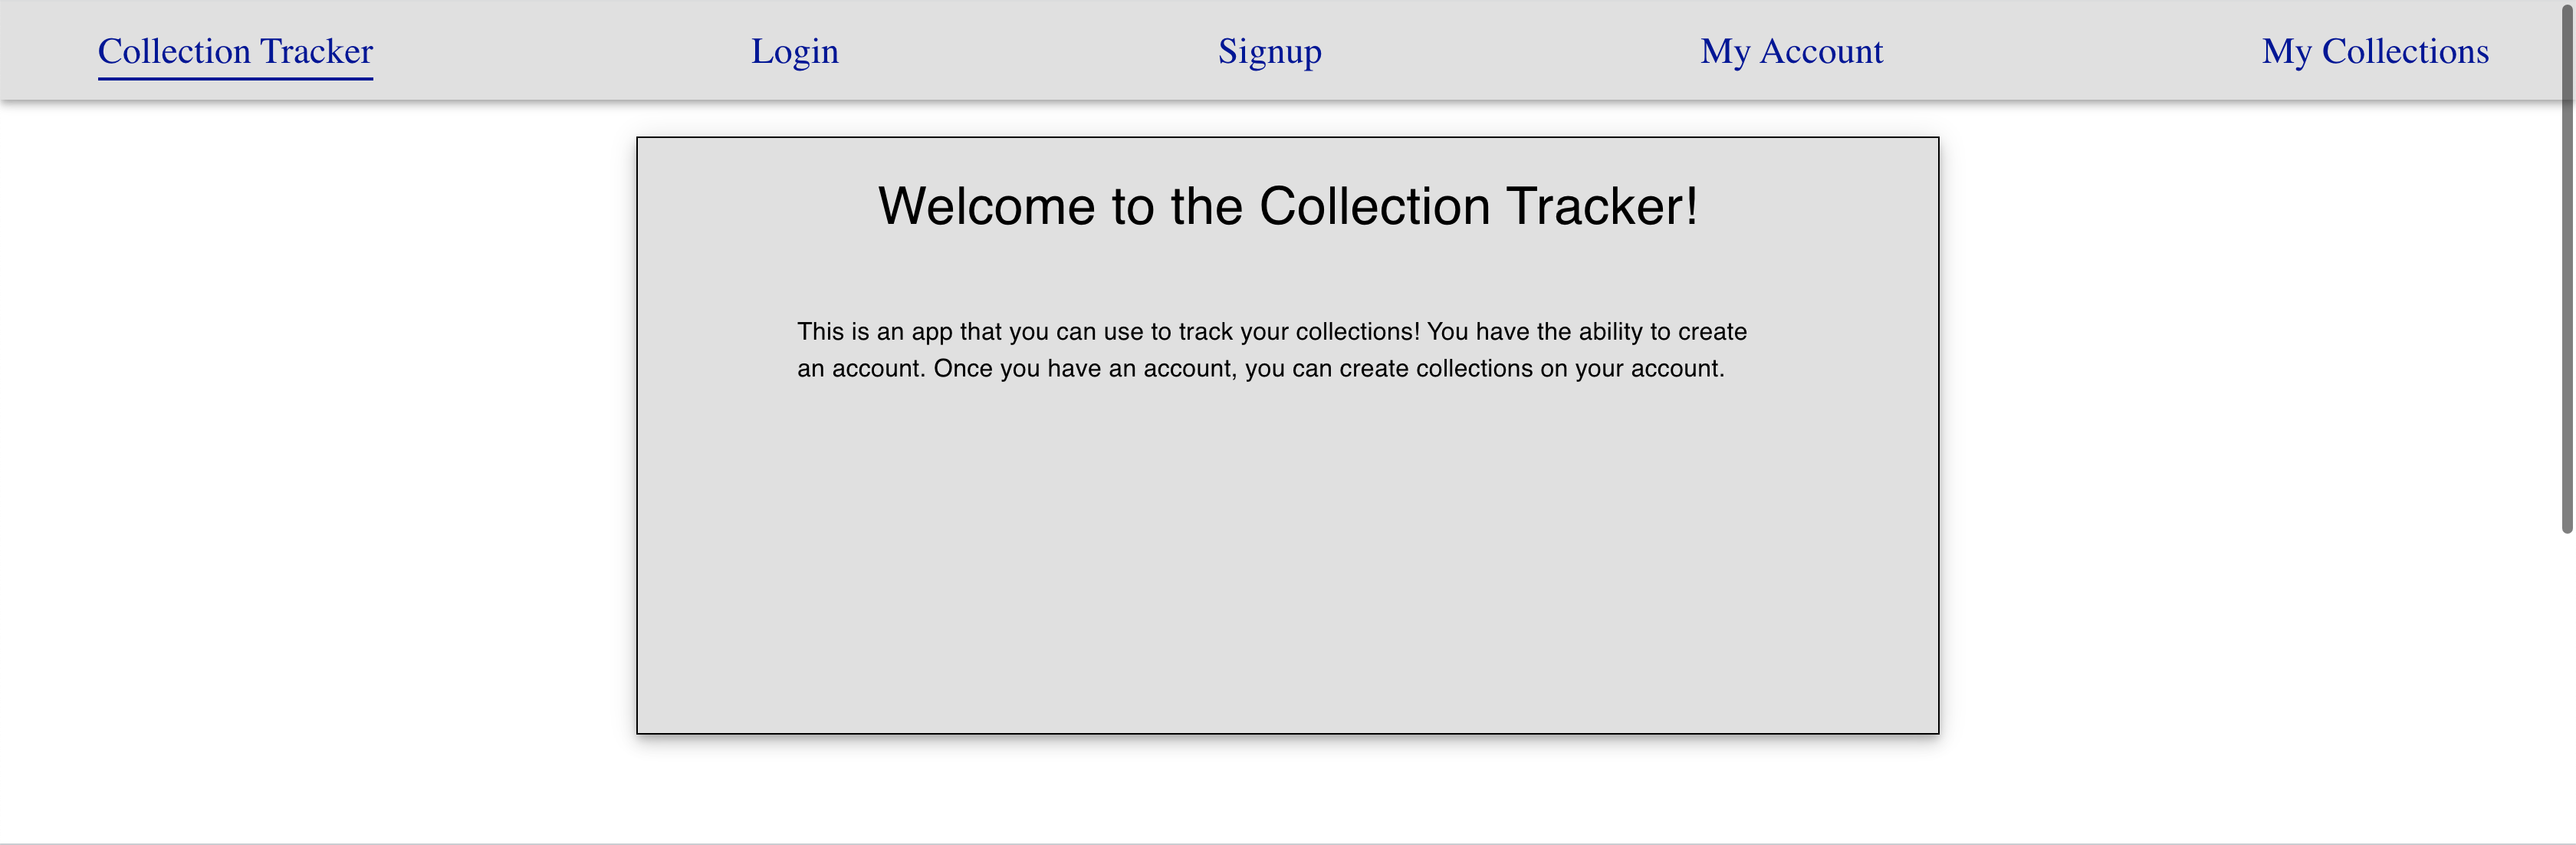 Collection Tracker Login Signup My Account My Collections
Welcome to the Collection Tracker!
This is an app that you can use to track your collections! You have the ability to create
an account. Once you have an account, you can create collections on your account.